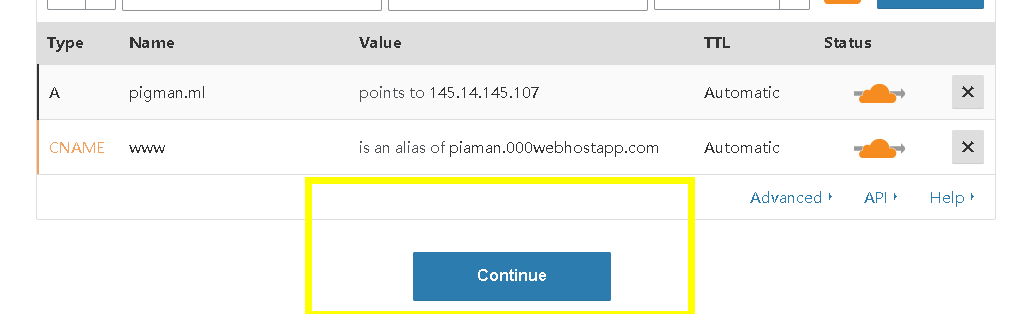 Type Name Value TTL Status
A pigman.ml points to 145.14.145.107 Automatic
CNAME www is an alias of piaman.000webhostapp.com Automatic
Advanced API Help
Continue